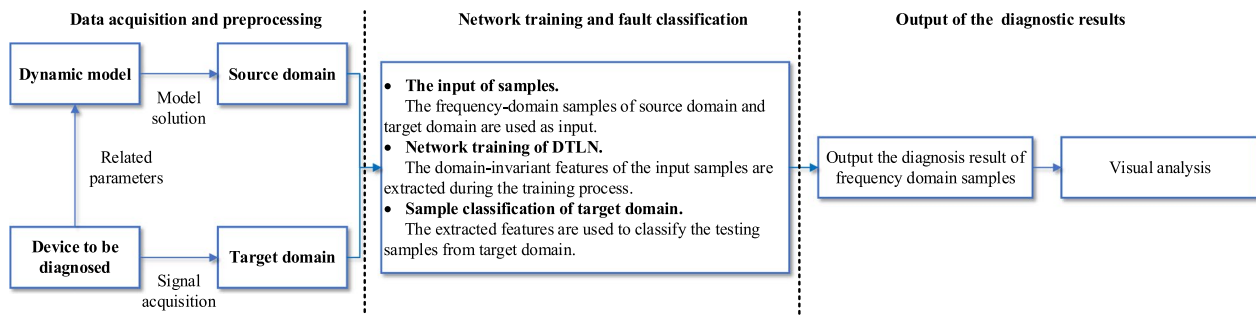 Data acquisition and preprocessing
Dynamic model
Model
solution
Source domain
Related
parameters
Device to be
diagnosed
Signal
acquisition
Target domain
Network training and fault classification
• The input of samples.
The frequency-domain samples of source domain and
target domain are used as input.
• Network training of DTLN.
The domain-invariant features of the input samples are
extracted during the training process.
• Sample classification of target domain.
The extracted features are used to classify the testing
samples from target domain.
Output of the diagnostic results
Output the diagnosis result of
frequency domain samples
Visual analysis